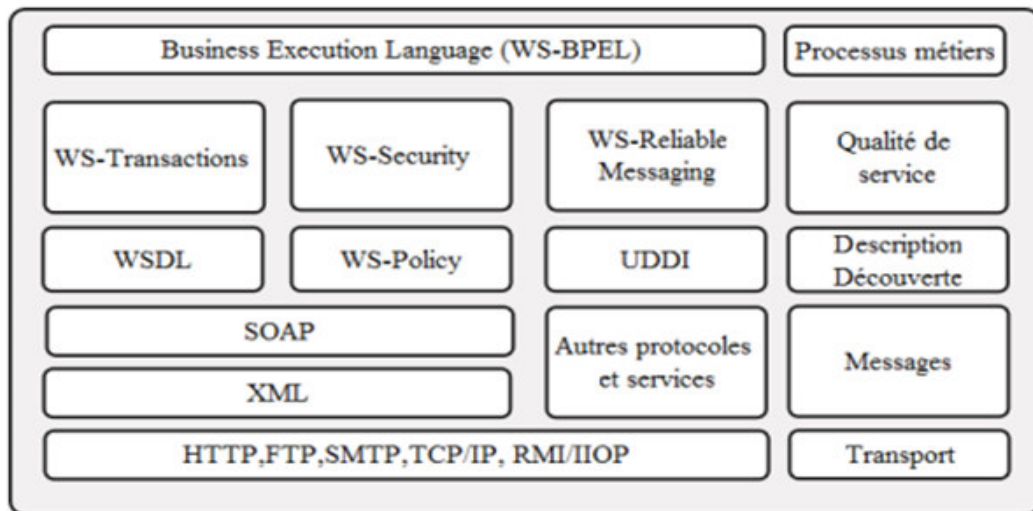 Business Execution Language (WS-BPEL)
Processus métiers
WS-Transactions
WS-Security
WS-Reliable
Messaging
Qualité de
service
WSDL
WS-Policy
UDDI
Description
Découverte
SOAP
XML
Autres protocoles
et services
Messages
HTTP,FTP,SMTP,TCP/IP, RMI/IIOP
Transport